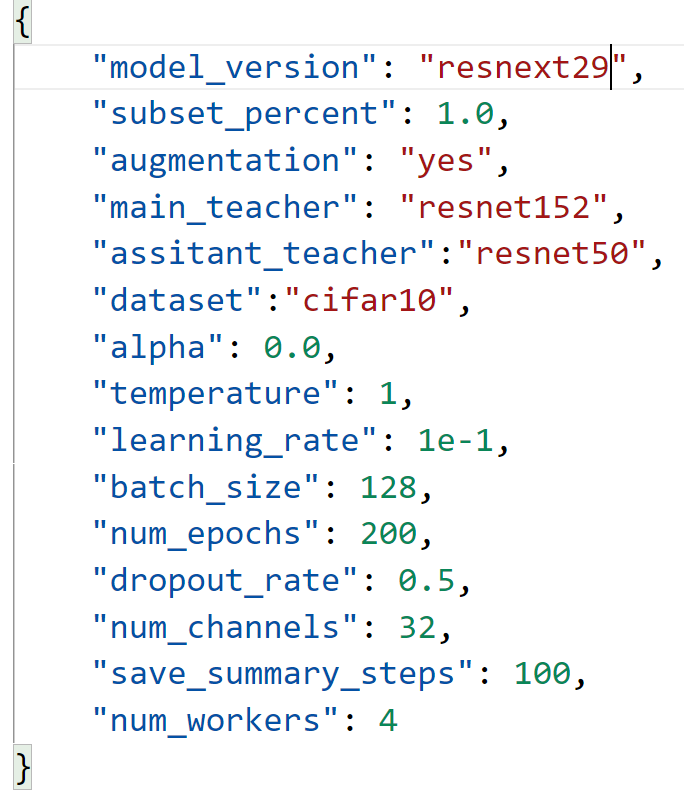 {
"model_version": "resnext29",
"subset_percent": 1.0,
"augmentation": "yes",
"main_teacher": "resnet152",
"assitant_teacher":"resnet50",
"dataset":"cifar10",
"alpha": 0.0,
"temperature": 1,
"learning_rate": 1e-1,
"batch_size": 128,
"num_epochs": 200,
"dropout_rate": 0.5,
"num_channels": 32,
"save_summary_steps": 100,
"num_workers": 4
}